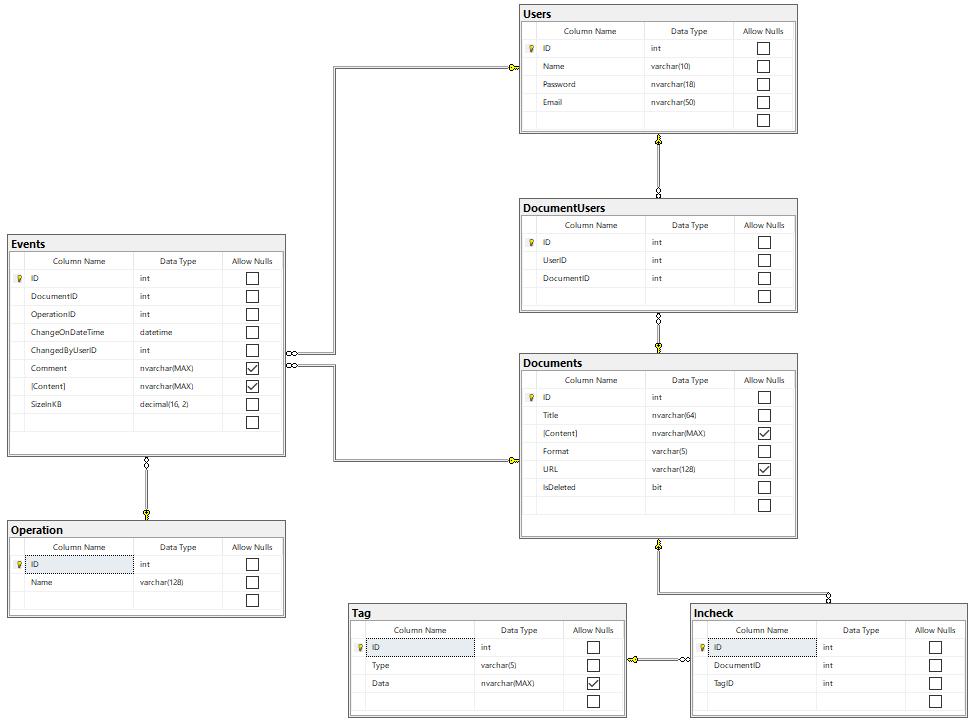 Users
Column Name Data Type Allow Nulls
ID int
Name varchar(10)
Password nvarchar(18)
Email nvarchar(50)
DocumentUsers
Column Name Data Type Allow Nulls
ID int
UserID int
DocumentID int
Events
Column Name Data Type Allow Nulls
ID int
DocumentID int
OperationID int
ChangeOnDateTime datetime
ChangedByUserID int
Comment nvarchar(MAX)
[Content] nvarchar(MAX)
SizeInKB decimal(16, 2)
Documents
Column Name Data Type Allow Nulls
ID int
Title nvarchar(64)
[Content] nvarchar(MAX)
Format varchar(5)
URL varchar(128)
IsDeleted bit
Operation
Column Name Data Type Allow Nulls
ID int
Name varchar(128)
Tag
Column Name Data Type Allow Nulls
ID int
Type varchar(5)
Data nvarchar(MAX)
Incheck
Column Name Data Type Allow Nulls
ID int
DocumentID int
TagID int